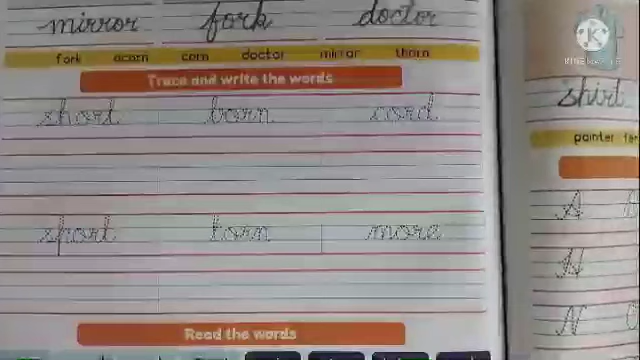 mirror fork doctor
fork acorn corn doctor mirror thorn
Trace and write the words
short born cord
sport torn more
Read the words
shirt
painter
A
H
N